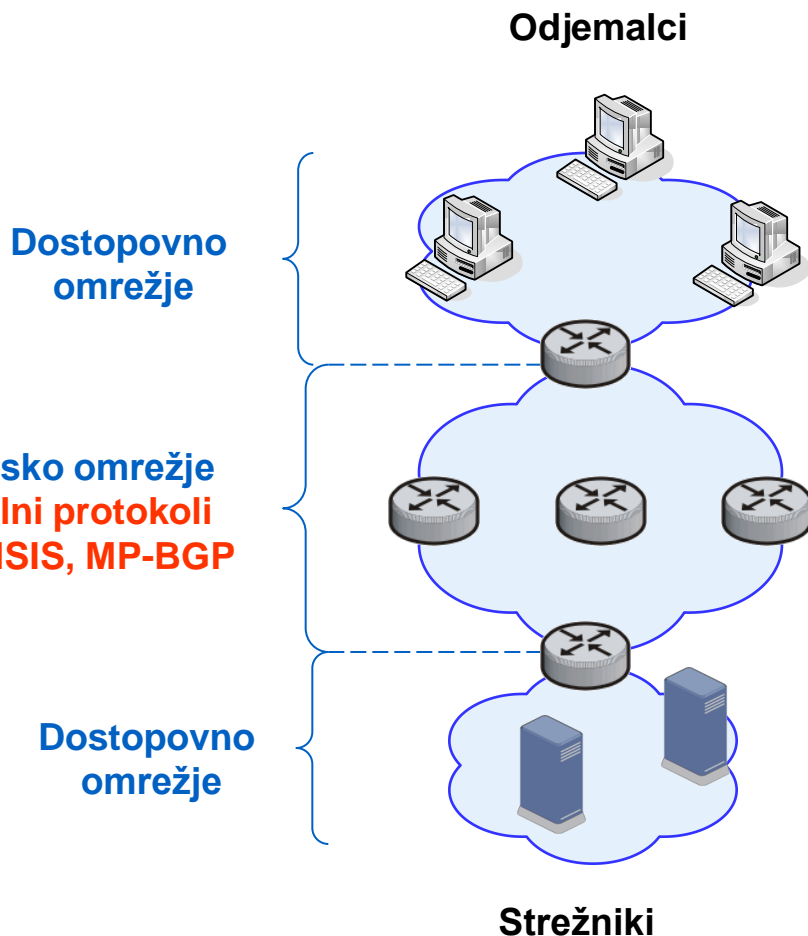 Odjemalci
Dostopovno
omrežje
sko omrežje
lni protokoli
ISIS, MP-BGP
Dostopovno
omrežje
Strežniki